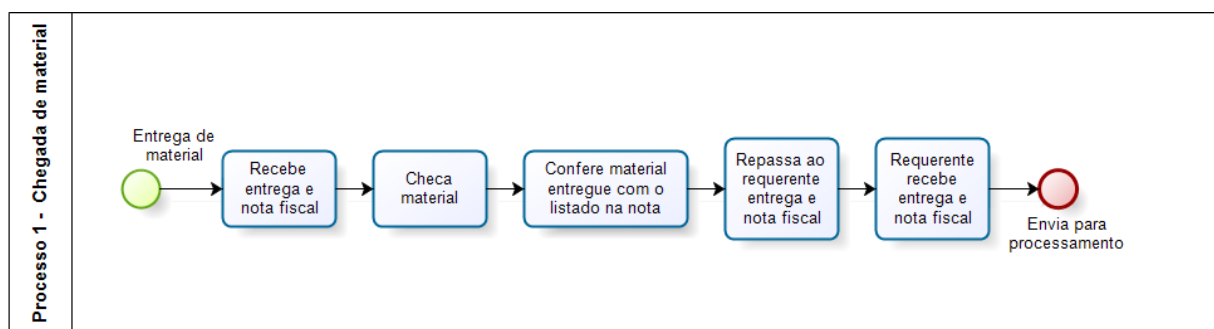 Processo 1 - Chegada de material
Entrega de
material
Recebe
entrega e
nota fiscal
Checa
material
Confere material
entregue com o
listado na nota
Repassa ao
requerente
entrega e
nota fiscal
Requerente
recebe
entrega e
nota fiscal
Envia para
processamento